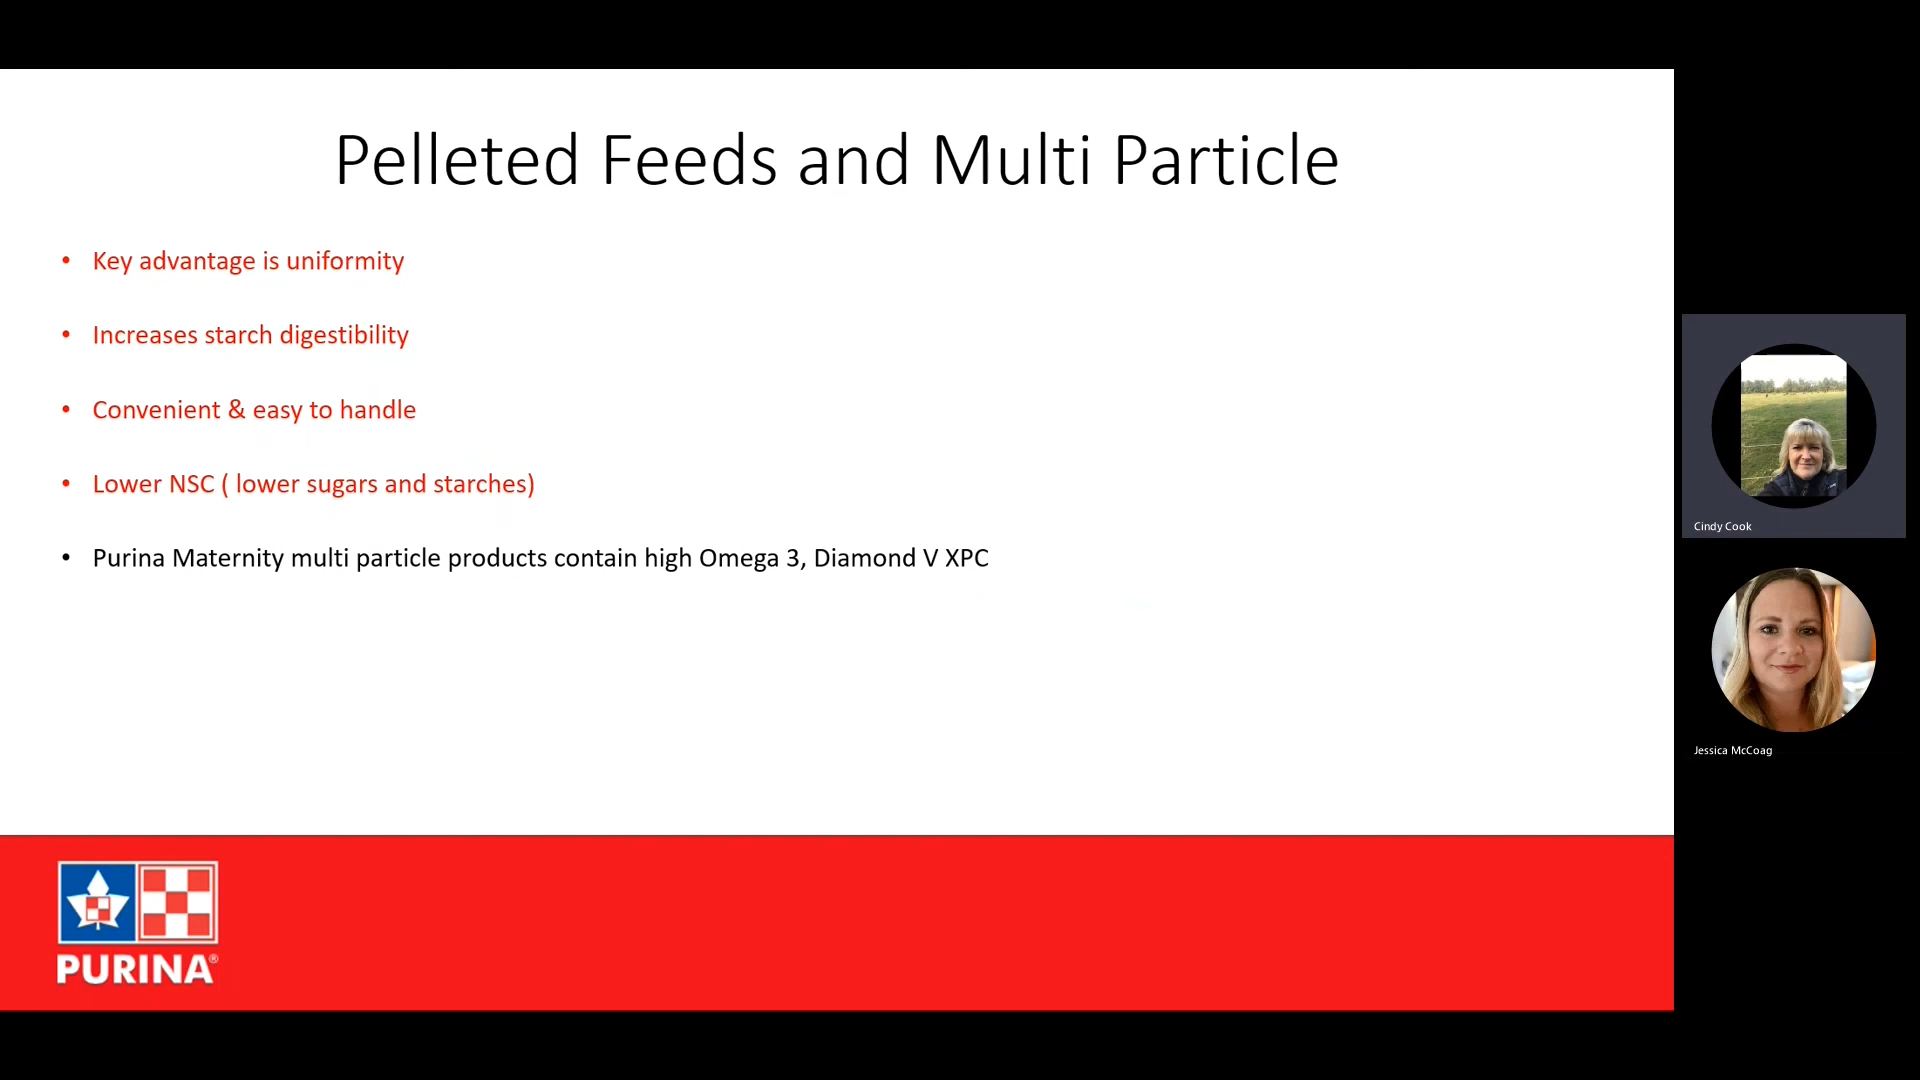 Pelleted Feeds and Multi Particle
• Key advantage is uniformity
• Increases starch digestibility
• Convenient & easy to handle
• Lower NSC ( lower sugars and starches)
• Purina Maternity multi particle products contain high Omega 3, Diamond V XPC
PURINA®
Cindy Cook
Jessica McCoag